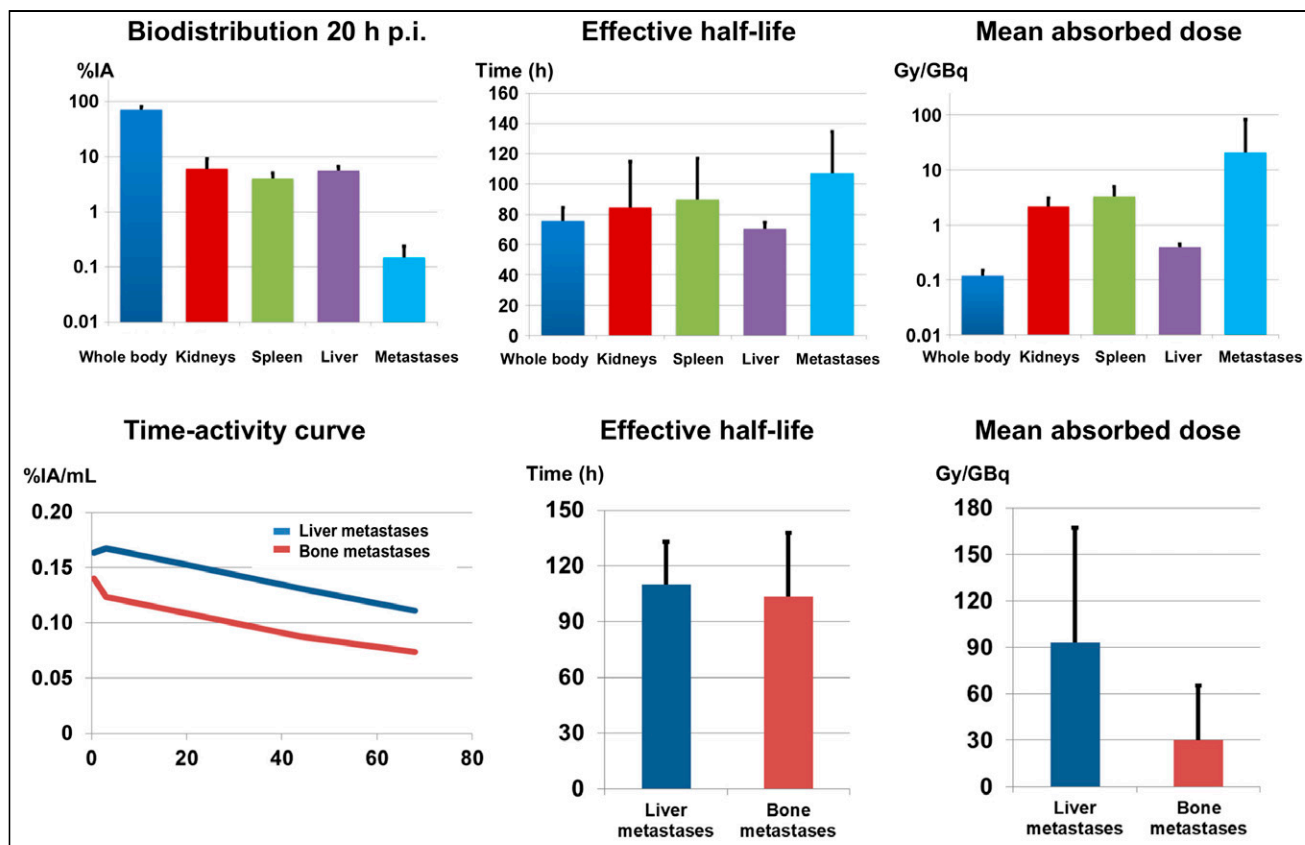 Biodistribution 20 h p.i.
%IA
100
10
1
0.1
0.01
Whole body Kidneys Spleen Liver Metastases
Effective half-life
Time (h)
160
140
120
100
80
60
40
20
0
Whole body Kidneys Spleen Liver Metastases
Mean absorbed dose
Gy/GBq
100
10
1
0.1
0.01
Whole body Kidneys Spleen Liver Metastases
Time-activity curve
%IA/mL
0.20
0.15
0.10
0.05
0
Liver metastases
Bone metastases
0 20 40 60 80
Effective half-life
Time (h)
150
120
90
60
30
0
Liver metastases
Bone metastases
Mean absorbed dose
Gy/GBq
180
150
120
90
60
30
0
Liver metastases
Bone metastases